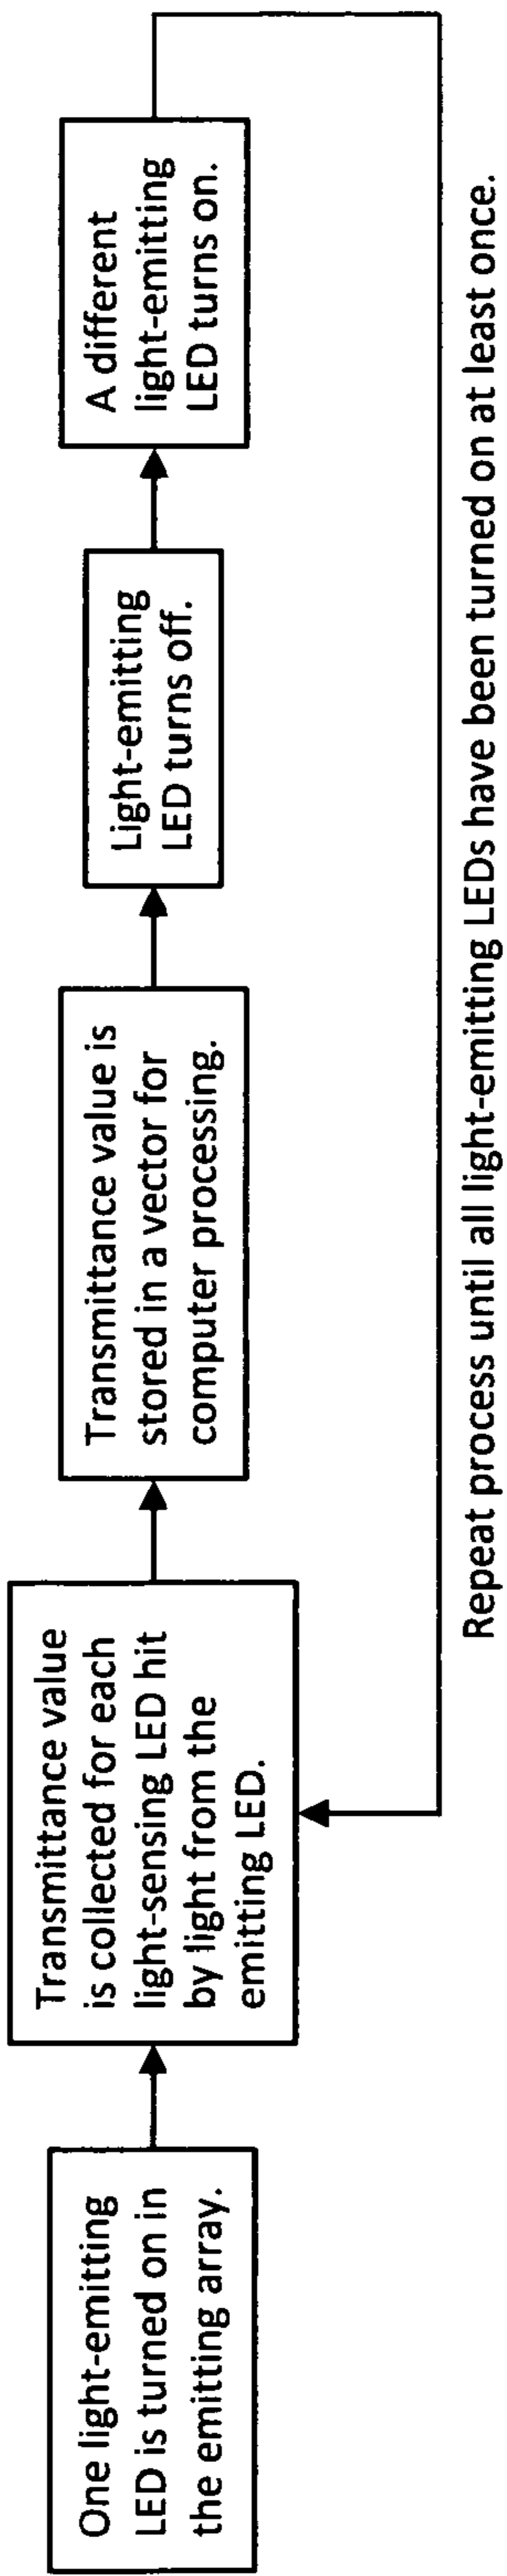 One light-emitting
LED is turned on in
the emitting array.
Transmittance value
is collected for each
light-sensing LED hit
by light from the
emitting LED.
Transmittance value is
stored in a vector for
computer processing.
Light-emitting
LED turns off.
A different
light-emitting
LED turns on.
Repeat process until all light-emitting LEDs have been turned on at least once.